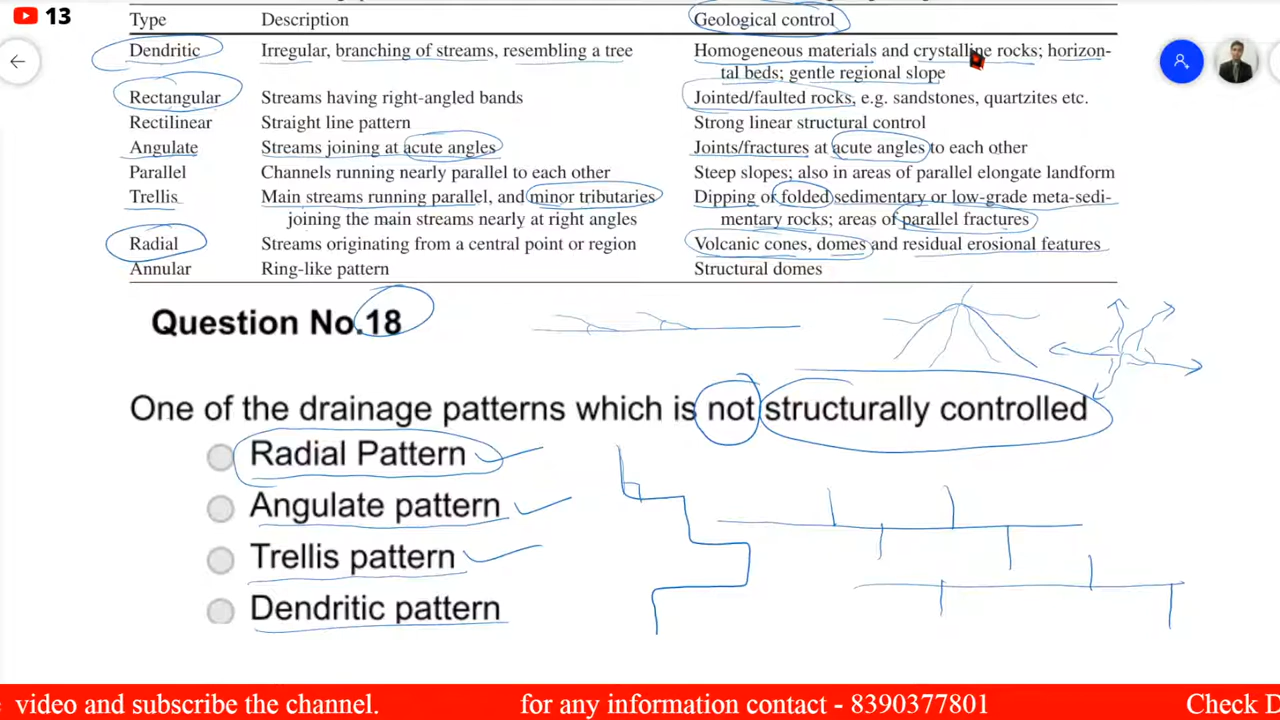 13
Type Description Geological control
Dendritic Irregular, branching of streams, resembling a tree Homogeneous materials and crystalline rocks; horizon-
tal beds; gentle regional slope
Rectangular Streams having right-angled bands Jointed/faulted rocks, e.g. sandstones, quartzites etc.
Rectilinear Straight line pattern Strong linear structural control
Angulate Streams joining at acute angles Joints/fractures at acute angles to each other
Parallel Channels running nearly parallel to each other Steep slopes; also in areas of parallel elongate landform
Trellis Main streams running parallel, and minor tributaries Dipping or folded sedimentary or low-grade meta-sedi-
joining the main streams nearly at right angles mentary rocks; areas of parallel fractures
Radial Streams originating from a central point or region Volcanic cones, domes and residual erosional features
Annular Ring-like pattern Structural domes
Question No.18
One of the drainage patterns which is not structurally controlled
Radial Pattern
Angulate pattern
Trellis pattern
Dendritic pattern
video and subscribe the channel. for any information contact - 8390377801 Check D